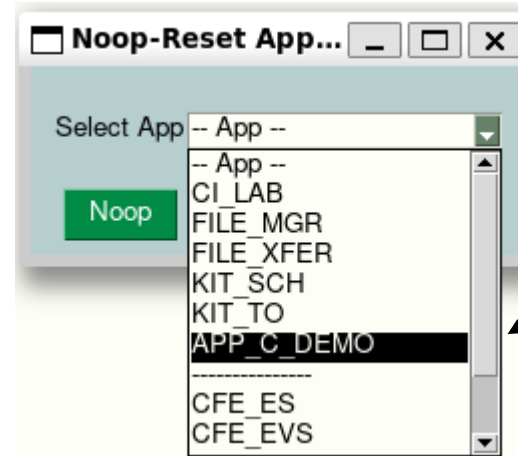 Noop-Reset App...
Select App -- App --
-- App --
CI_LAB
Noop
FILE_MGR
FILE_XFER
KIT_SCH
KIT_TO
APP_C_DEMO
---------------
CFE_ES
CFE_EVS